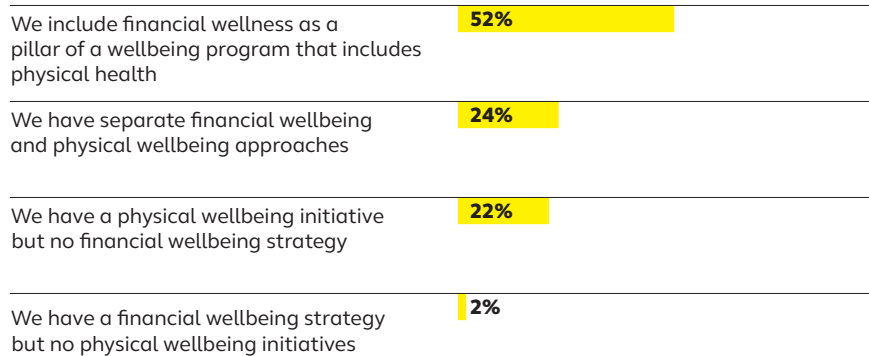 We include financial wellness as a
pillar of a wellbeing program that includes
physical health
52%
We have separate financial wellbeing
and physical wellbeing approaches
24%
We have a physical wellbeing initiative
but no financial wellbeing strategy
22%
We have a financial wellbeing strategy
but no physical wellbeing initiatives
2%